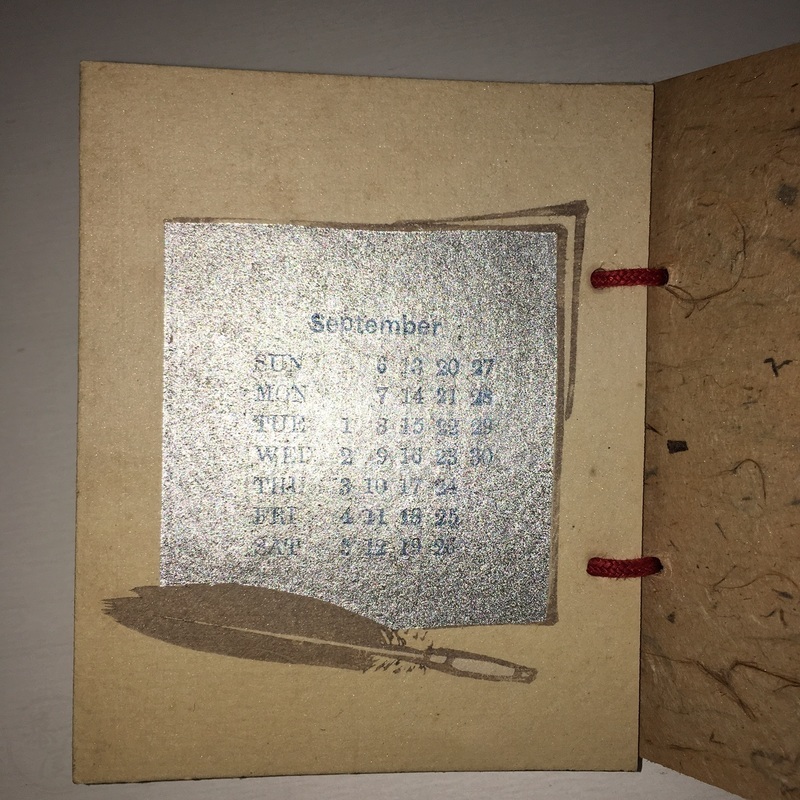 September
SUN 6 13 20 27
MON 7 14 21 28
TUE 1 8 15 22 29
WED 2 9 16 23 30
THU 3 10 17 24
FRI 4 11 18 25
SAT 5 12 19 26